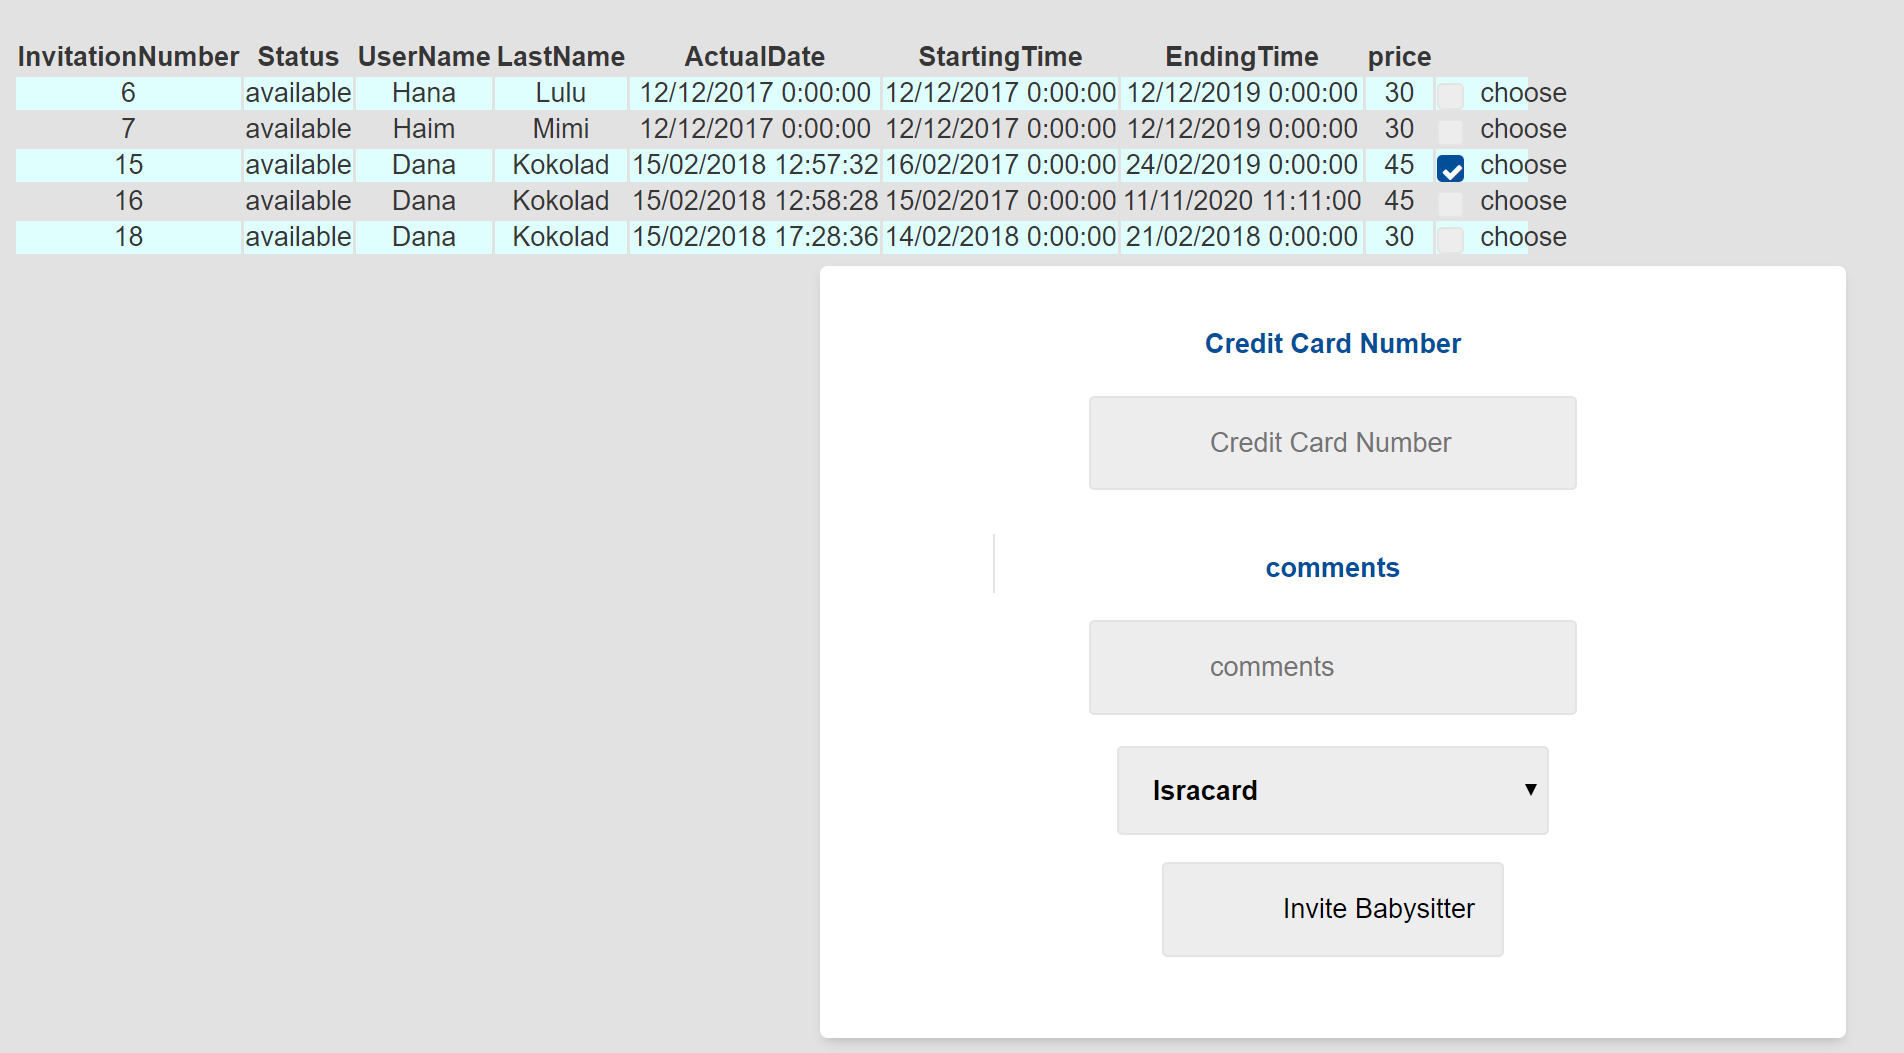 InvitationNumber Status UserName LastName ActualDate StartingTime EndingTime price
6 available Hana Lulu 12/12/2017 0:00:00 12/12/2017 0:00:00 12/12/2019 0:00:00 30 choose
7 available Haim Mimi 12/12/2017 0:00:00 12/12/2017 0:00:00 12/12/2019 0:00:00 30 choose
15 available Dana Kokolad 15/02/2018 12:57:32 16/02/2017 0:00:00 24/02/2019 0:00:00 45 choose
16 available Dana Kokolad 15/02/2018 12:58:28 15/02/2017 0:00:00 11/11/2020 11:11:00 45 choose
18 available Dana Kokolad 15/02/2018 17:28:36 14/02/2018 0:00:00 21/02/2018 0:00:00 30 choose
Credit Card Number
Credit Card Number
comments
comments
Isracard
Invite Babysitter